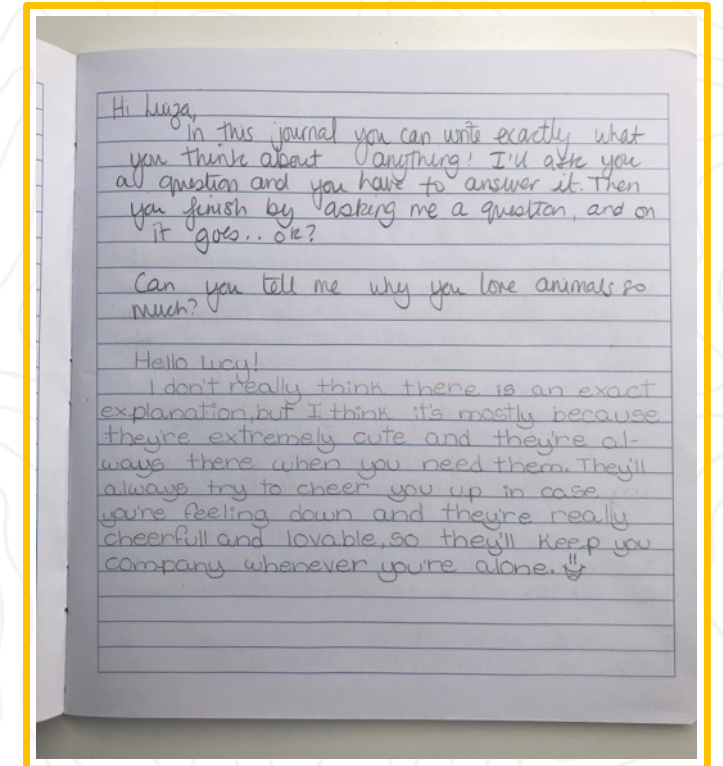 Hi Luiza,
In this journal you can write exactly what
you think about anything! I'll ask you
a question and you have to answer it. Then
you finish by asking me a question, and on
it goes.. ok?
Can you tell me why you love animals so
much?
Hello Lucy!
I don't really think there is an exact
explanation, but I think it's mostly because
they're extremely cute and they're al-
ways there when you need them. They'll
always try to cheer you up in case
you're feeling down and they're really
cheerfull and lovable, so they'll keep you
company whenever you're alone.